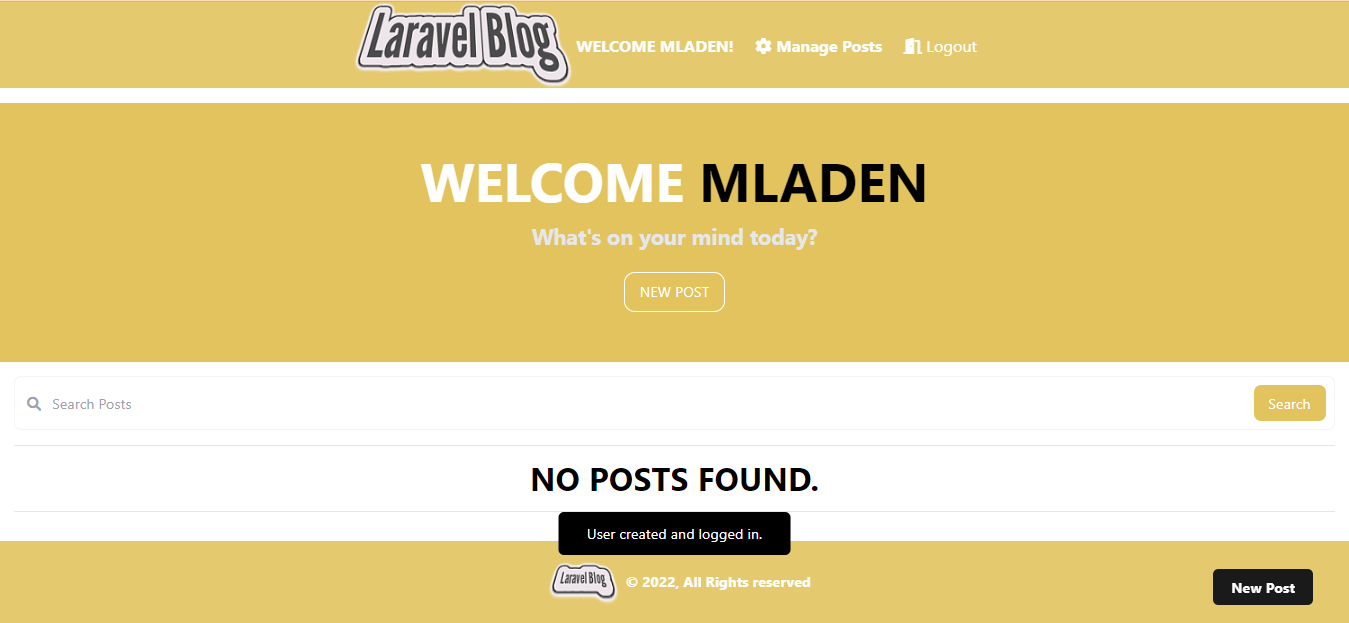 Laravel Blog
WELCOME MLADEN!
Manage Posts
Logout
WELCOME MLADEN
What's on your mind today?
NEW POST
Search Posts
Search
NO POSTS FOUND.
User created and logged in.
Laravel Blog
© 2022, All Rights reserved
New Post